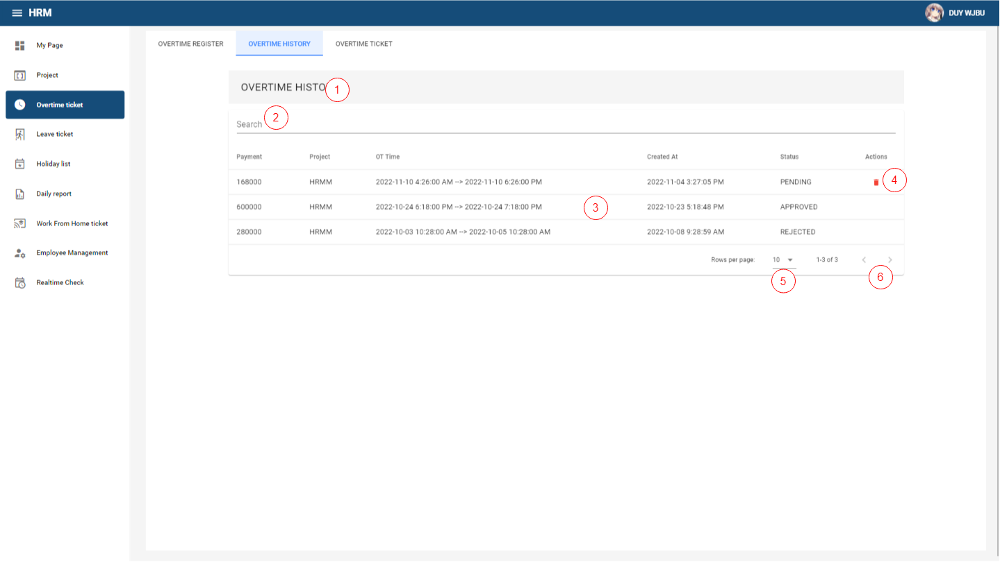 HRM
DUY WJBU
My Page
Project
Overtime ticket
Leave ticket
Holiday list
Daily report
Work From Home ticket
Employee Management
Realtime Check
OVERTIME REGISTER OVERTIME HISTORY OVERTIME TICKET
OVERTIME HISTO 1
2
Search
Payment Project OT Time Created At Status Actions
168000 HRMM 2022-11-10 4:26:00 AM --> 2022-11-10 6:26:00 PM 2022-11-04 3:27:05 PM PENDING 4
600000 HRMM 2022-10-24 6:18:00 PM --> 2022-10-24 7:18:00 PM 3 2022-10-23 5:18:48 PM APPROVED
280000 HRMM 2022-10-03 10:28:00 AM --> 2022-10-05 10:28:00 AM 2022-10-08 9:28:59 AM REJECTED
Rows per page: 10 1-3 of 3
5 6